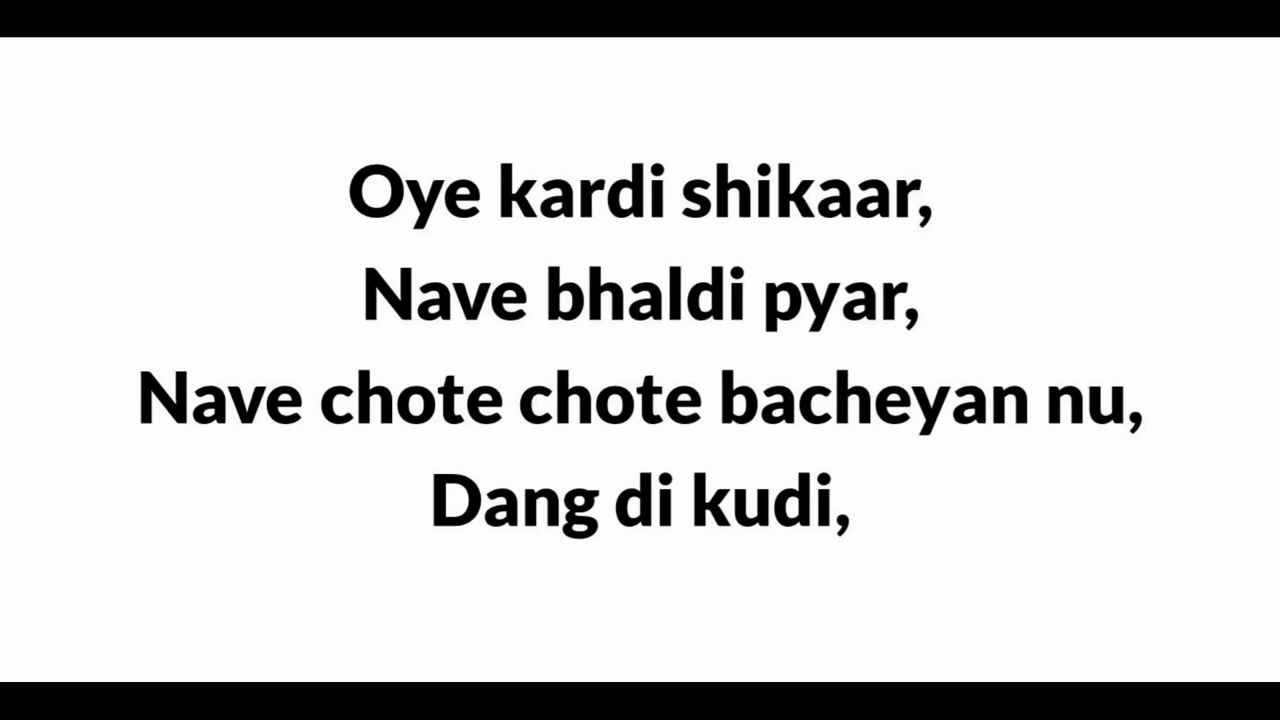 Oye kardi shikaar,
Nave bhaldi pyar,
Nave chote chote bacheyan nu,
Dang di kudi,